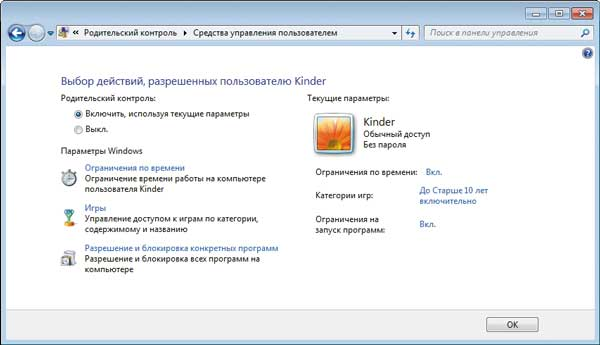 Родительский контроль ▸ Средства управления пользователем
Поиск в панели управления
Выбор действий, разрешенных пользователю Kinder
Родительский контроль:
Включить, используя текущие параметры
Выкл.
Параметры Windows
Ограничения по времени
Ограничение времени работы на компьютере
пользователя Kinder
Игры
Управление доступом к играм по категории,
содержимому и названию
Разрешение и блокировка конкретных программ
Разрешение и блокировка всех программ на
компьютере
Текущие параметры:
Kinder
Обычный доступ
Без пароля
Ограничения по времени: Вкл.
Категории игр: До Старше 10 лет
включительно
Ограничения на
запуск программ: Вкл.
OK